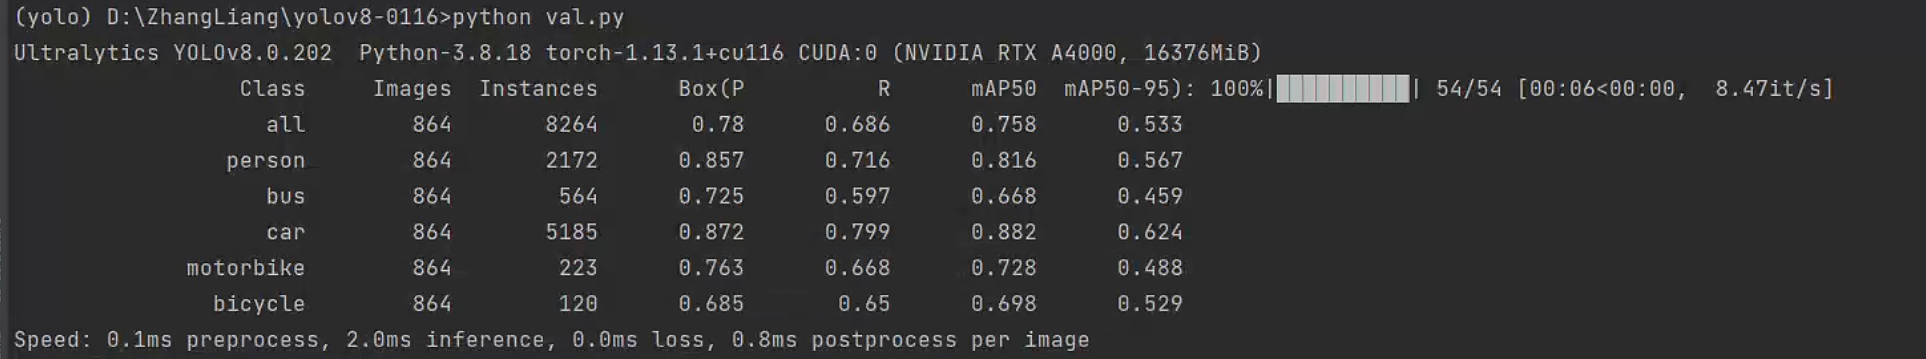 (yolo) D:\ZhangLiang\yolov8-0116>python val.py
Ultralytics YOLOv8.0.202  Python-3.8.18 torch-1.13.1+cu116 CUDA:0 (NVIDIA RTX A4000, 16376MiB)
Class Images Instances Box(P R mAP50 mAP50-95): 100%|██████████| 54/54 [00:06<00:00, 8.47it/s]
all 864 8264 0.78 0.686 0.758 0.533
person 864 2172 0.857 0.716 0.816 0.567
bus 864 564 0.725 0.597 0.668 0.459
car 864 5185 0.872 0.799 0.882 0.624
motorbike 864 223 0.763 0.668 0.728 0.488
bicycle 864 120 0.685 0.65 0.698 0.529
Speed: 0.1ms preprocess, 2.0ms inference, 0.0ms loss, 0.8ms postprocess per image